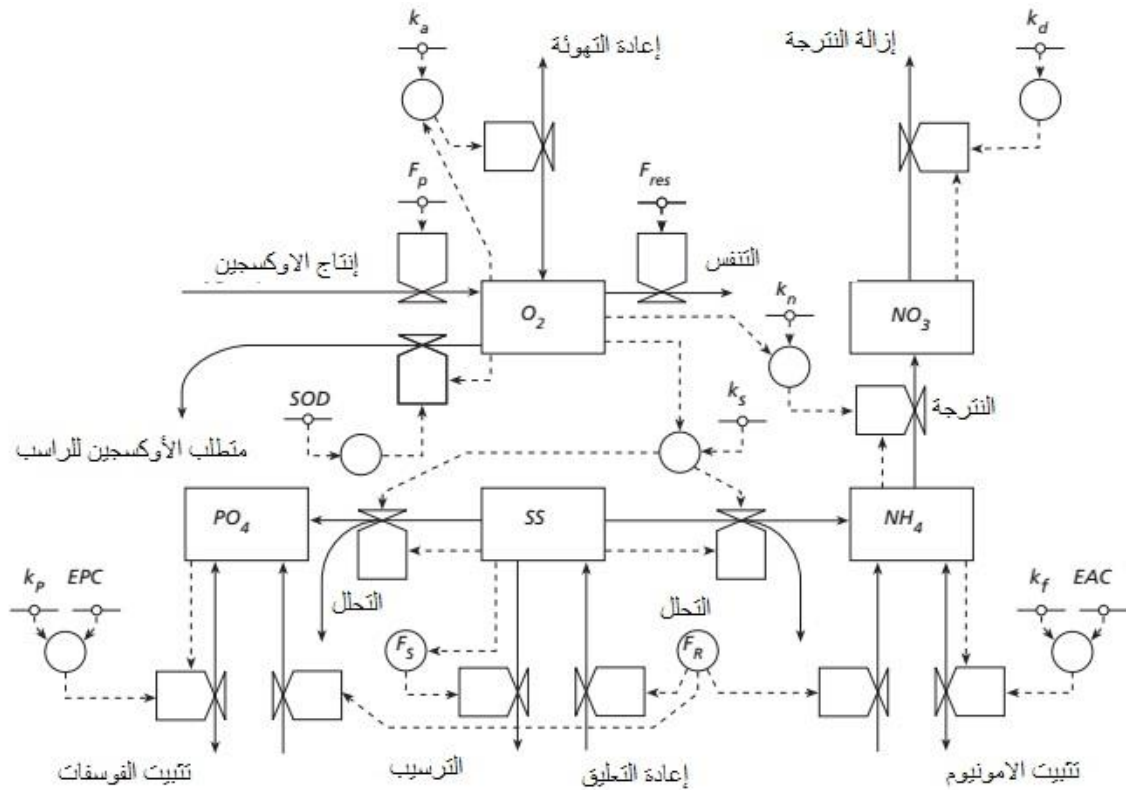 k_a
إعادة التهوئة
إزالة النترجة
k_d
F_p
F_res
إنتاج الاوكسجين
التنفس
k_n
O_2
NO_3
SOD
k_s
النترجة
متطلب الأوكسجين للراسب
PO_4
SS
NH_4
k_p EPC
التحلل
التحلل
k_f EAC
F_S
F_R
تثبيت الفوسفات
الترسيب
إعادة التعليق
تثبيت الامونيوم